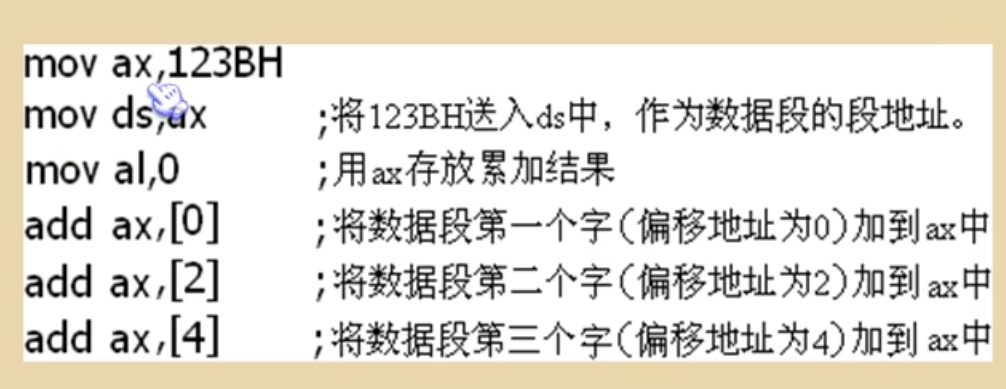 mov ax,123BH
mov ds,ax ;将123BH送入ds中，作为数据段的段地址。
mov al,0 ;用ax存放累加结果
add ax,[0] ;将数据段第一个字(偏移地址为0)加到ax中
add ax,[2] ;将数据段第二个字(偏移地址为2)加到ax中
add ax,[4] ;将数据段第三个字(偏移地址为4)加到ax中